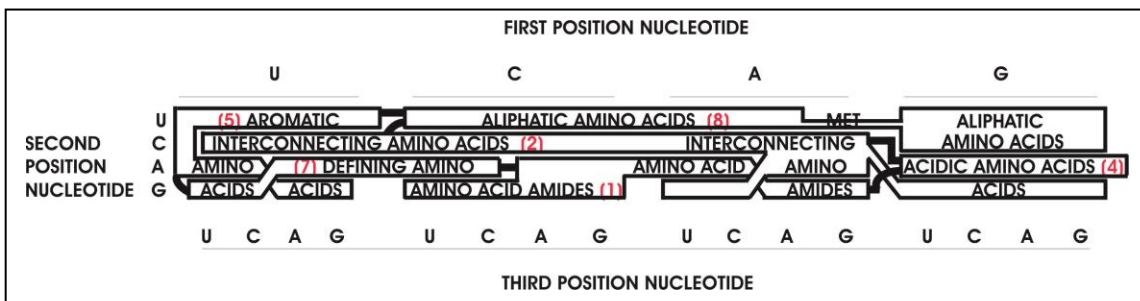 FIRST POSITION NUCLEOTIDE
U C A G
U (5) AROMATIC ALIPHATIC AMINO ACIDS (8) MET ALIPHATIC
SECOND C INTERCONNECTING AMINO ACIDS (2) INTERCONNECTING AMINO ACIDS
POSITION A AMINO (7) DEFINING AMINO AMINO ACID AMINO ACIDIC AMINO ACIDS (4)
NUCLEOTIDE G ACIDS ACIDS AMINO ACID AMIDES (1) AMIDES ACIDS
U C A G U C A G U C A G U C A G
THIRD POSITION NUCLEOTIDE